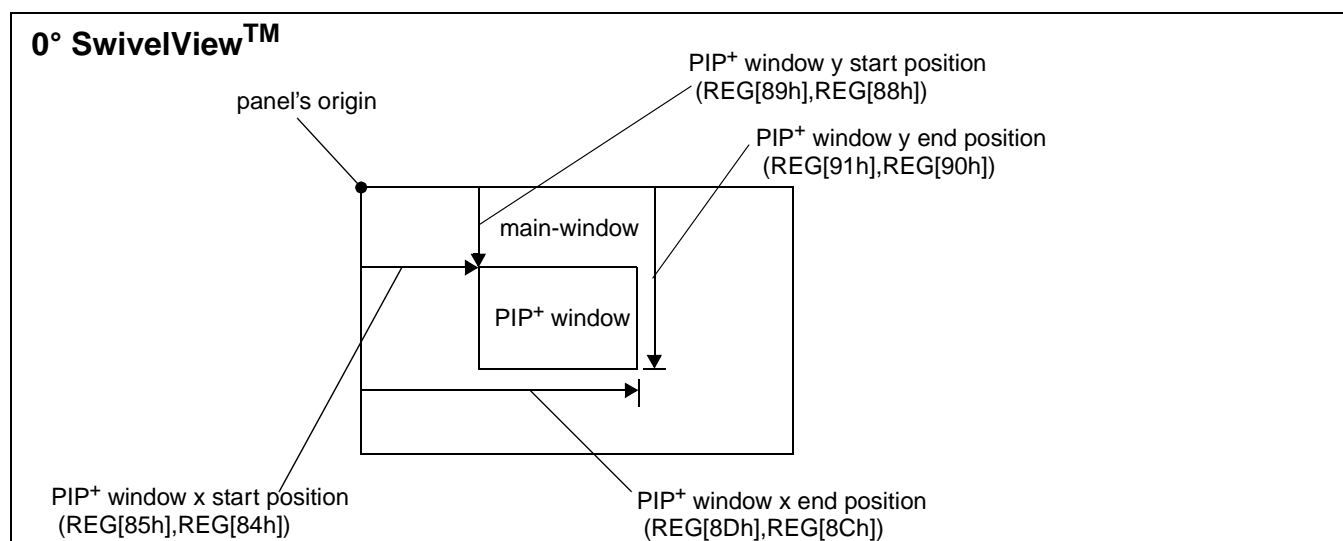 0° SwivelView™
PIP+ window y start position
(REG[89h],REG[88h])
panel's origin
PIP+ window y end position
(REG[91h],REG[90h])
main-window
PIP+ window
PIP+ window x start position
(REG[85h],REG[84h])
PIP+ window x end position
(REG[8Dh],REG[8Ch])